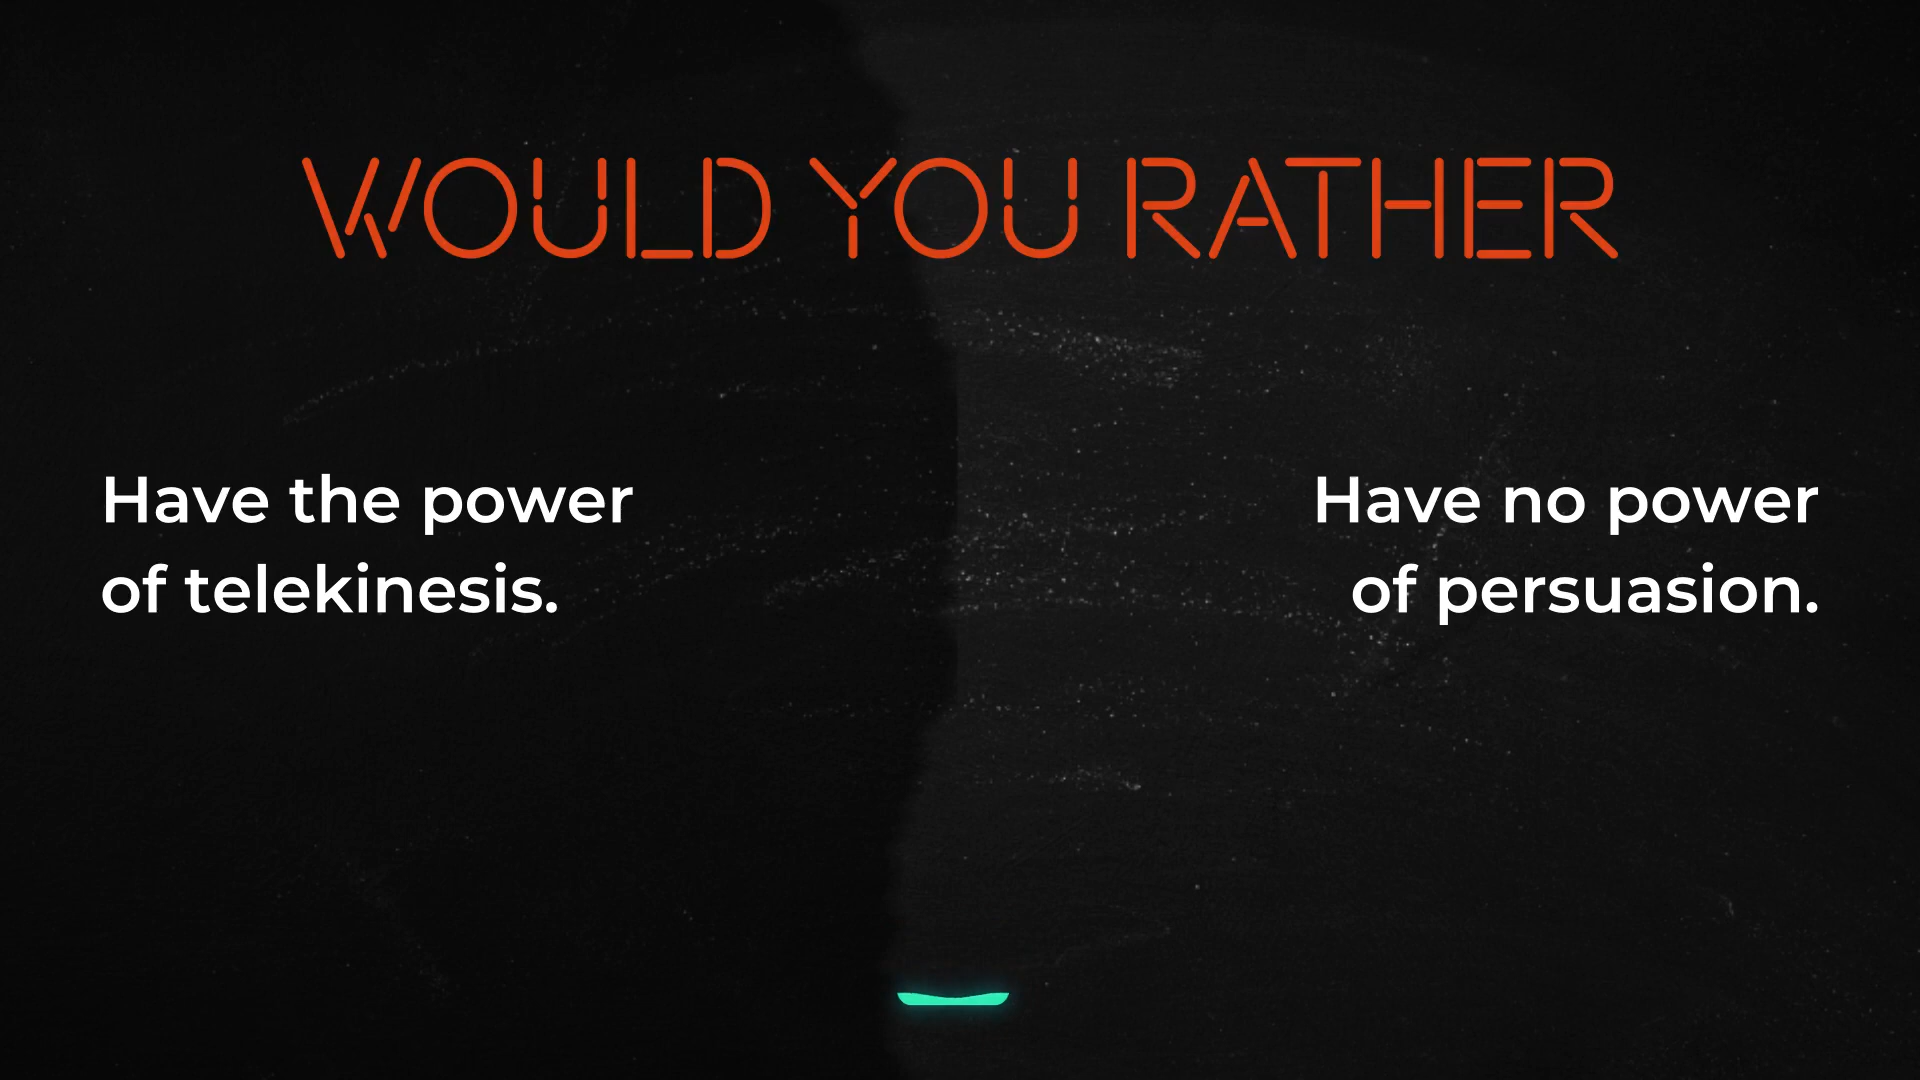 WOULD YOU RATHER
Have the power
of telekinesis.
Have no power
of persuasion.